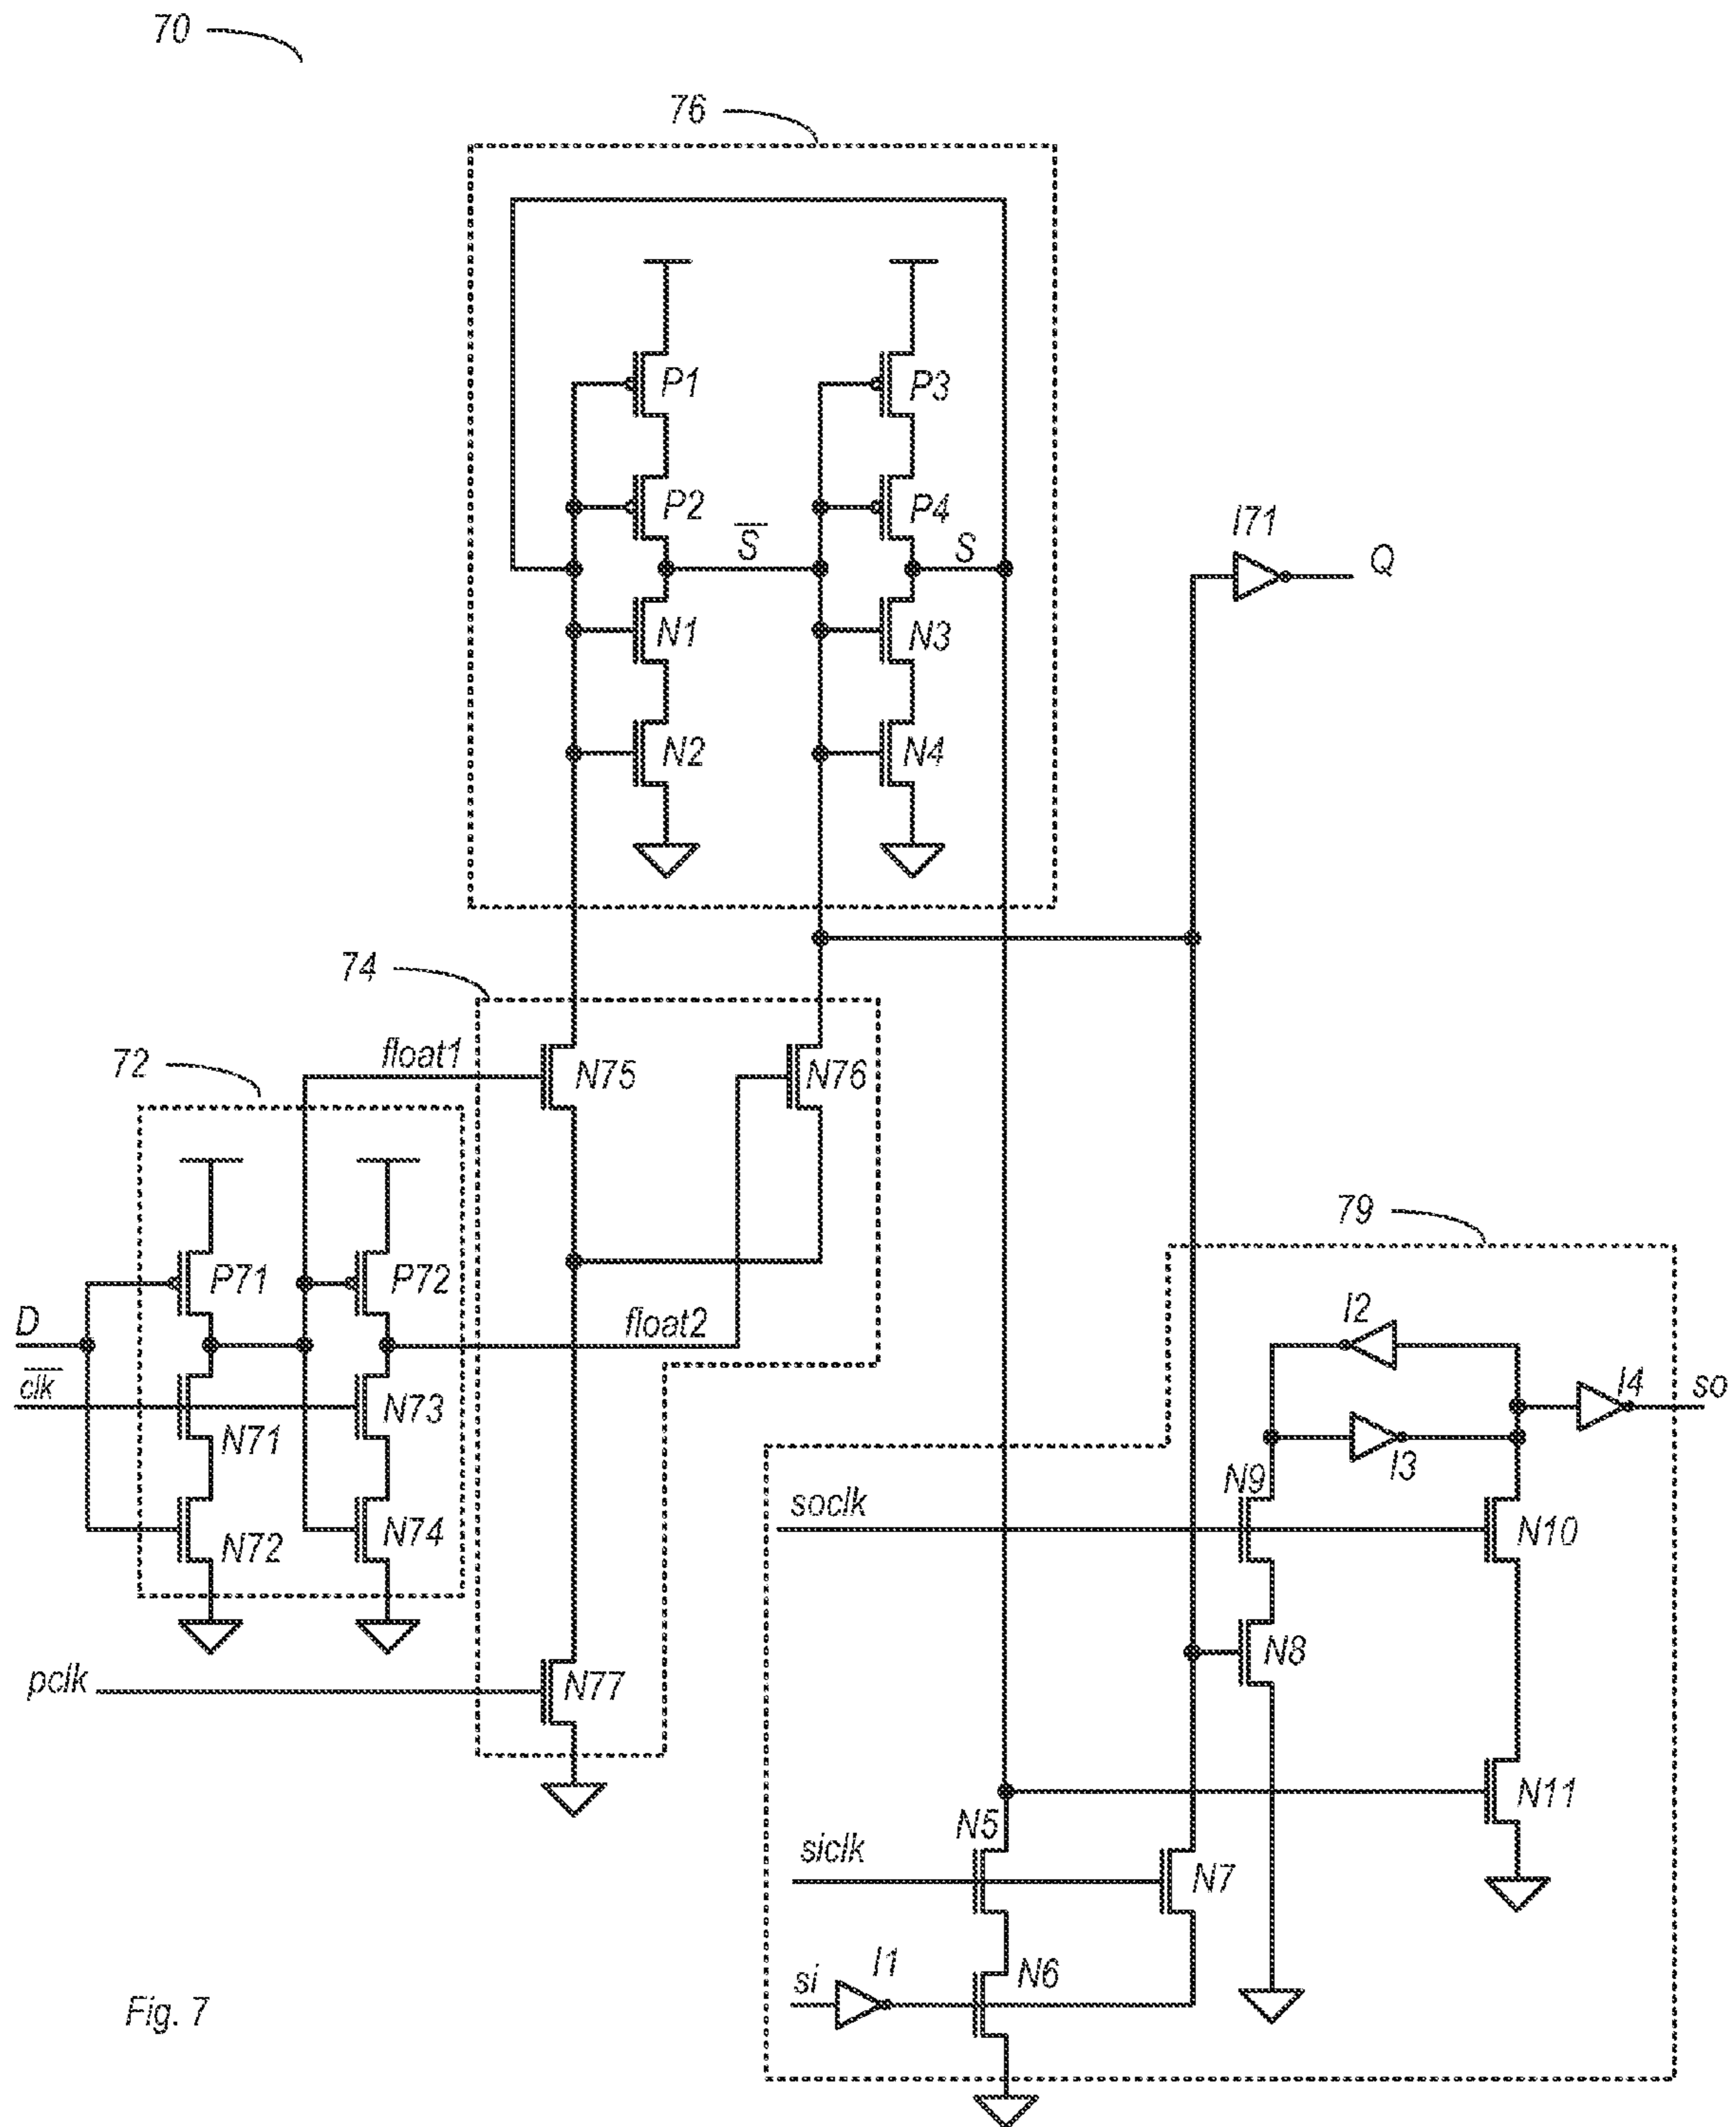 70
76
P1
P3
P2
P4
S̅
S
I71
Q
N1
N3
N2
N4
74
float1
72
N75
N76
79
P71
P72
I2
D
float2
c̅l̅k̅
N73
I4
so
N71
N9
I3
soclk
N72
N74
N10
N8
pclk
N77
N5
N11
siclk
N7
si
I1
N6
Fig. 7